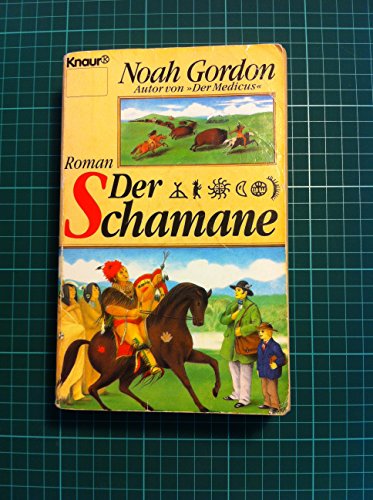 Knaur
Noah Gordon
Autor von »Der Medicus«
Roman
Der
Schamane